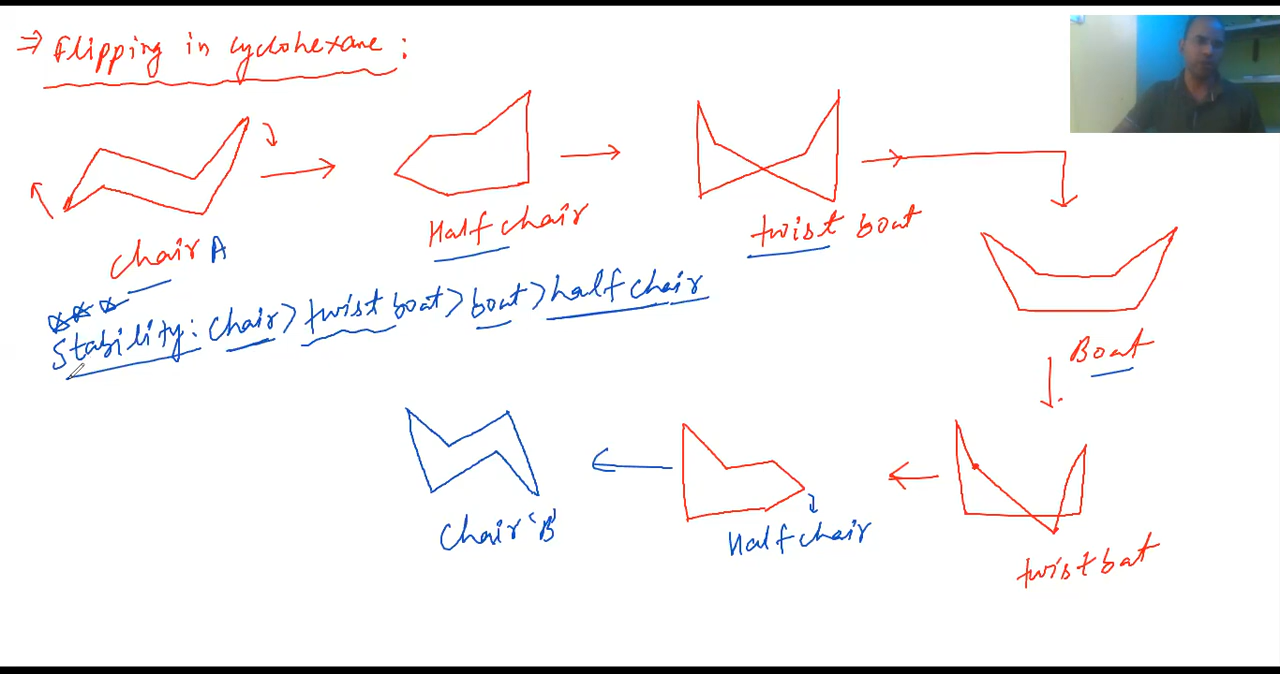 ⇒ Flipping in cyclohexane :
chair A
Half chair
twist boat
Stability: chair > twist boat > boat > half chair
Boat
Chair 'B'
Half chair
twist bat